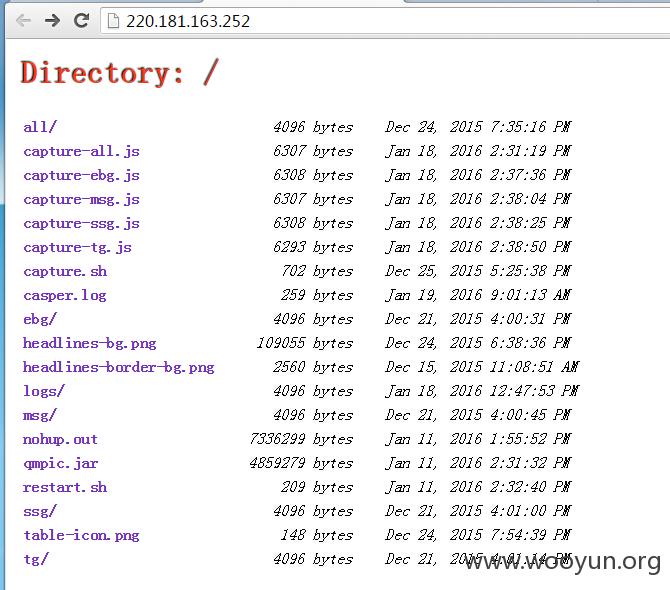 220.181.163.252
Directory: /
all/ 4096 bytes Dec 24, 2015 7:35:16 PM
capture-all.js 6307 bytes Jan 18, 2016 2:31:19 PM
capture-ebg.js 6308 bytes Jan 18, 2016 2:37:36 PM
capture-msg.js 6307 bytes Jan 18, 2016 2:38:04 PM
capture-ssg.js 6308 bytes Jan 18, 2016 2:38:25 PM
capture-tg.js 6293 bytes Jan 18, 2016 2:38:50 PM
capture.sh 702 bytes Dec 25, 2015 5:25:38 PM
casper.log 259 bytes Jan 19, 2016 9:01:13 AM
ebg/ 4096 bytes Dec 21, 2015 4:00:31 PM
headlines-bg.png 109055 bytes Dec 24, 2015 6:38:36 PM
headlines-border-bg.png 2560 bytes Dec 15, 2015 11:08:51 AM
logs/ 4096 bytes Jan 18, 2016 12:47:53 PM
msg/ 4096 bytes Dec 21, 2015 4:00:45 PM
nohup.out 7336299 bytes Jan 11, 2016 1:55:52 PM
qmpic.jar 4859279 bytes Jan 11, 2016 2:31:32 PM
restart.sh 209 bytes Jan 11, 2016 2:32:40 PM
ssg/ 4096 bytes Dec 21, 2015 4:01:00 PM
table-icon.png 148 bytes Dec 24, 2015 7:54:39 PM
tg/ 4096 bytes Dec 21, 2015 4:01:14 PM
www.wooyun.org